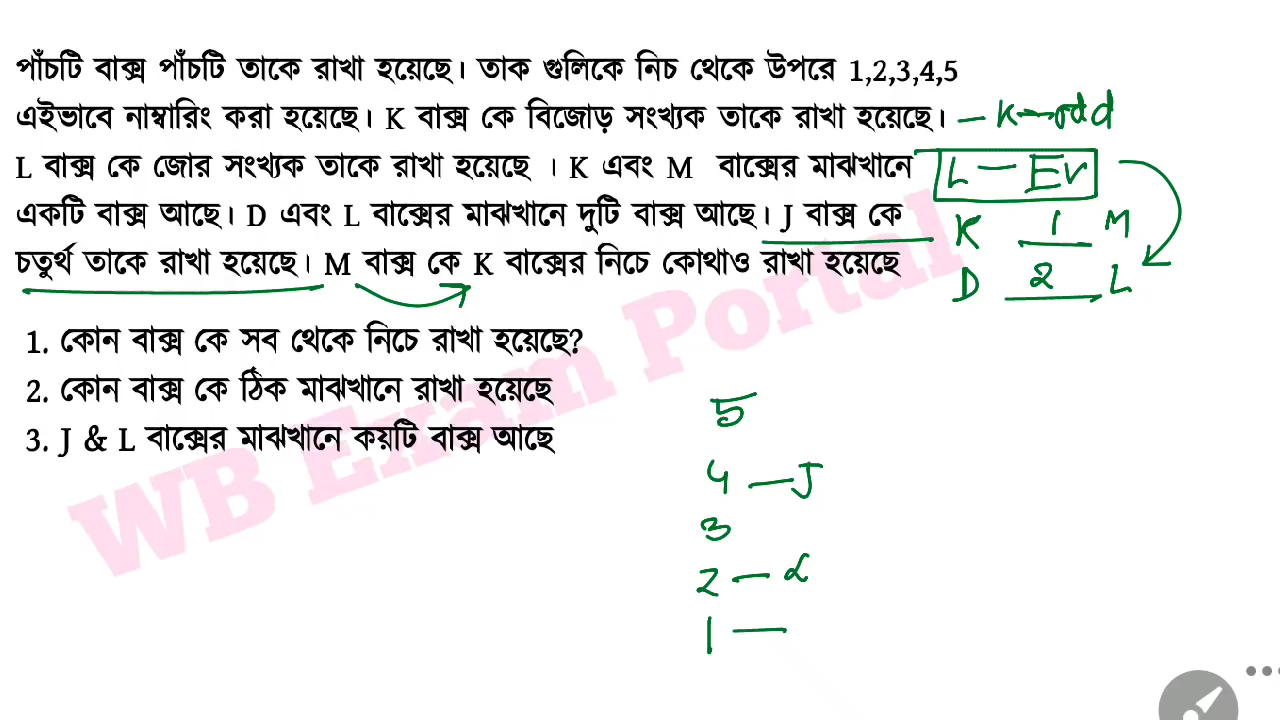 পাঁচটি বাক্স পাঁচটি তাকে রাখা হয়েছে। তাক গুলিকে নিচ থেকে উপরে 1,2,3,4,5
এইভাবে নাম্বারিং করা হয়েছে। K বাক্স কে বিজোড় সংখ্যক তাকে রাখা হয়েছে। – K – odd
L বাক্স কে জোর সংখ্যক তাকে রাখা হয়েছে । K এবং M বাক্সের মাঝখানে L – Ev
একটি বাক্স আছে। D এবং L বাক্সের মাঝখানে দুটি বাক্স আছে। J বাক্স কে K 1 M
চতুর্থ তাকে রাখা হয়েছে। M বাক্স কে K বাক্সের নিচে কোথাও রাখা হয়েছে D 2 L
1. কোন বাক্স কে সব থেকে নিচে রাখা হয়েছে?
2. কোন বাক্স কে ঠিক মাঝখানে রাখা হয়েছে
3. J & L বাক্সের মাঝখানে কয়টি বাক্স আছে
WB Exam Portal
5
4 – J
3
2 – L
1 –